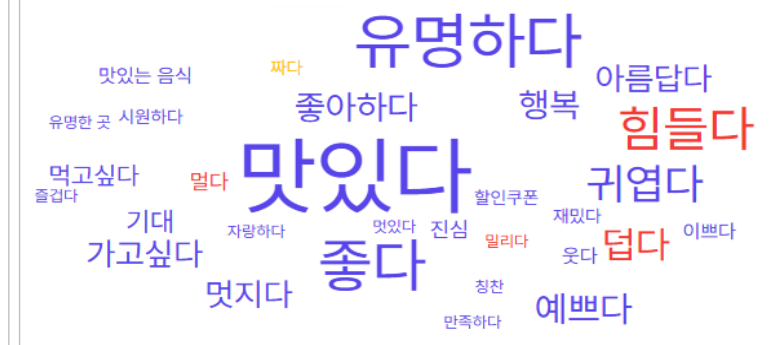 유명하다
맛있는 음식
짜다
아름답다
좋아하다
행복
유명한 곳
시원하다
힘들다
맛있다
먹고싶다
멀다
귀엽다
즐겁다
할인쿠폰
기대
자랑하다
멋있다
진심
재밌다
밀리다
이쁘다
가고싶다
좋다
웃다
덥다
멋지다
칭찬
예쁘다
만족하다